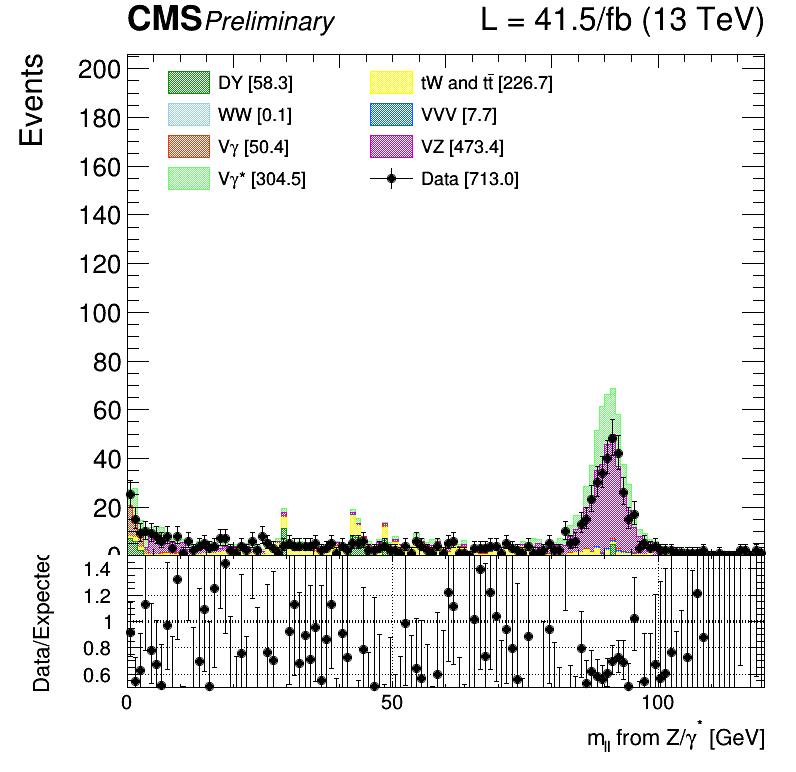 CMS Preliminary L = 41.5/fb (13 TeV)
Events
200
180
160
140
120
100
80
60
40
20
0
DY [58.3]
WW [0.1]
Vγ [50.4]
Vγ* [304.5]
tW and tt̄ [226.7]
VVV [7.7]
VZ [473.4]
Data [713.0]
Data/Expected
1.4
1.2
1
0.8
0.6
0 50 100
m_ll from Z/γ* [GeV]